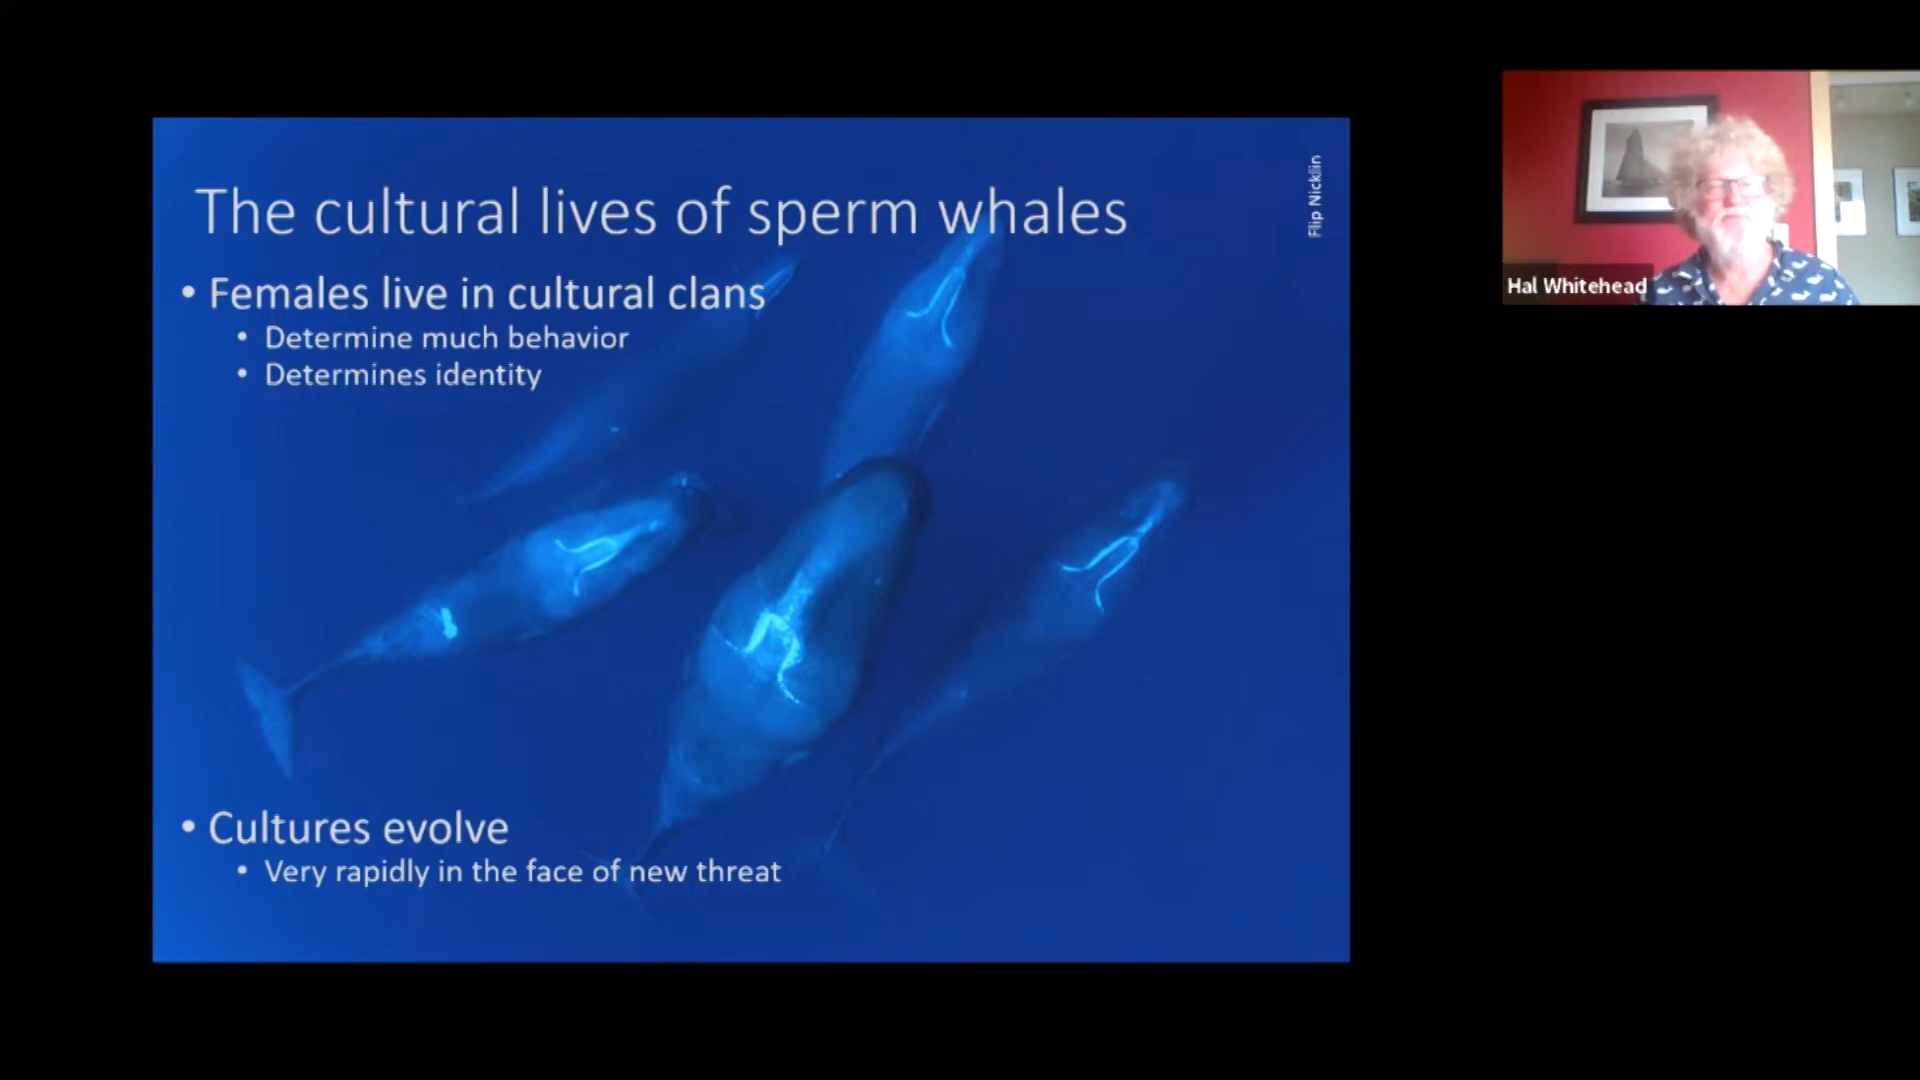 The cultural lives of sperm whales
Flip Nicklin
• Females live in cultural clans
• Determine much behavior
• Determines identity
• Cultures evolve
• Very rapidly in the face of new threat
Hal Whitehead